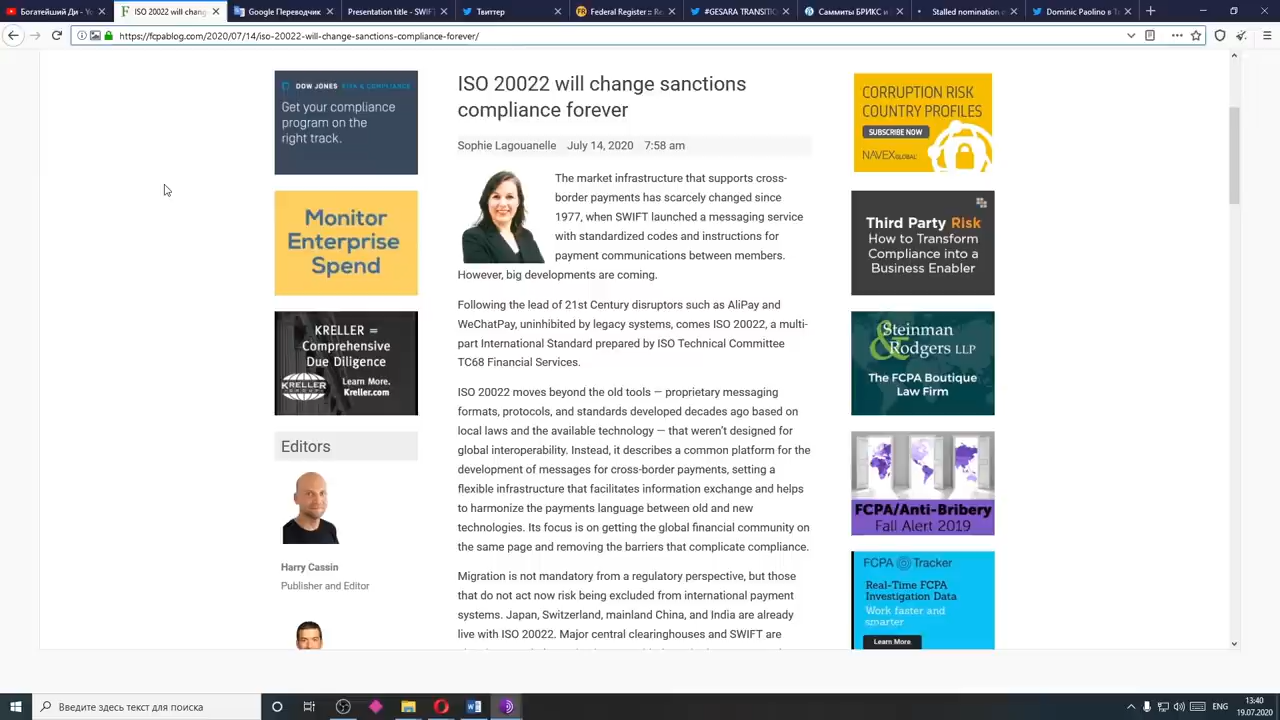 Богатейший Ди - Yo
ISO 20022 will chang
Google Переводчик
Presentation title - SWIFT
Твиттер
Federal Register :: Re
#GESARA TRANSITIO
Саммиты БРИКС и
Stalled nomination o
Dominic Paolino в Т
https://fcpablog.com/2020/07/14/iso-20022-will-change-sanctions-compliance-forever/
DOW JONES RISK & COMPLIANCE
Get your compliance
program on the
right track.
Monitor
Enterprise
Spend
KRELLER =
Comprehensive
Due Diligence
KRELLER
GROUP
Learn More.
Kreller.com
Editors
Harry Cassin
Publisher and Editor
ISO 20022 will change sanctions
compliance forever
Sophie Lagouanelle July 14, 2020 7:58 am
The market infrastructure that supports cross-
border payments has scarcely changed since
1977, when SWIFT launched a messaging service
with standardized codes and instructions for
payment communications between members.
However, big developments are coming.
Following the lead of 21st Century disruptors such as AliPay and
WeChatPay, uninhibited by legacy systems, comes ISO 20022, a multi-
part International Standard prepared by ISO Technical Committee
TC68 Financial Services.
ISO 20022 moves beyond the old tools — proprietary messaging
formats, protocols, and standards developed decades ago based on
local laws and the available technology — that weren't designed for
global interoperability. Instead, it describes a common platform for the
development of messages for cross-border payments, setting a
flexible infrastructure that facilitates information exchange and helps
to harmonize the payments language between old and new
technologies. Its focus is on getting the global financial community on
the same page and removing the barriers that complicate compliance.
Migration is not mandatory from a regulatory perspective, but those
that do not act now risk being excluded from international payment
systems. Japan, Switzerland, mainland China, and India are already
live with ISO 20022. Major central clearinghouses and SWIFT are
CORRUPTION RISK
COUNTRY PROFILES
SUBSCRIBE NOW
NAVEX GLOBAL
Third Party Risk
How to Transform
Compliance into a
Business Enabler
Steinman
& Rodgers LLP
The FCPA Boutique
Law Firm
FCPA/Anti-Bribery
Fall Alert 2019
FCPA Tracker
Real-Time FCPA
Investigation Data
Work faster and
smarter
Learn More
Введите здесь текст для поиска
ENG
13:40
19.07.2020